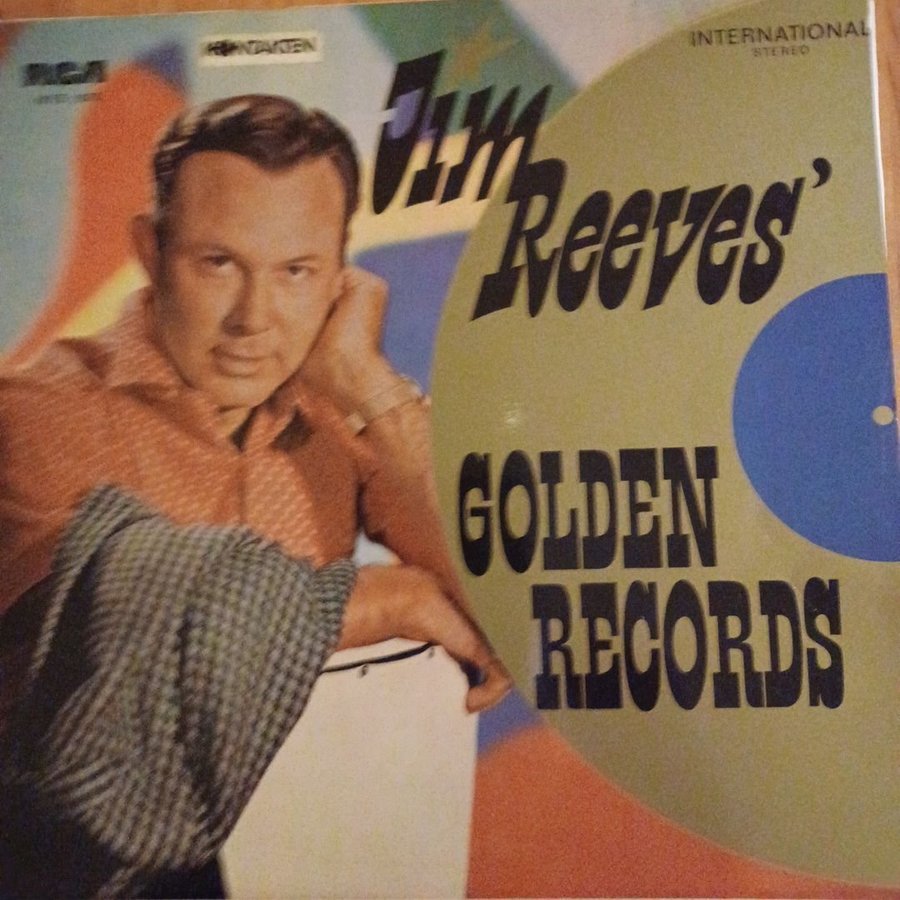 RCA
KONTAKTEN
INTERNATIONAL
STEREO
Jim
Reeves'
GOLDEN
RECORDS